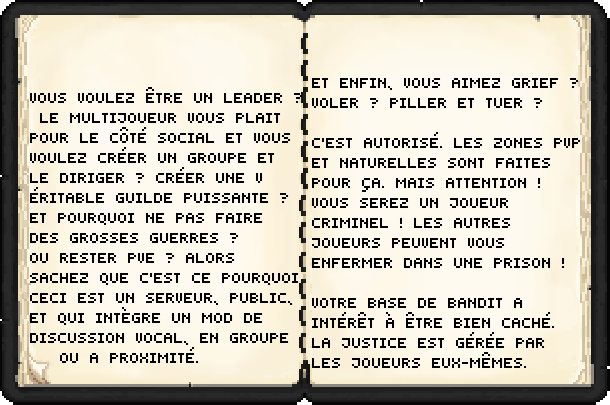 VOUS VOULEZ ÊTRE UN LEADER ?
LE MULTIJOUEUR VOUS PLAIT
POUR LE CÔTÉ SOCIAL ET VOUS
VOULEZ CRÉER UN GROUPE ET
LE DIRIGER ? CRÉER UNE V
ÉRITABLE GUILDE PUISSANTE ?
ET POURQUOI NE PAS FAIRE
DES GROSSES GUERRES ?
OU RESTER PVE ? ALORS
SACHEZ QUE C'EST CE POURQUOI
CECI EST UN SERVEUR, PUBLIC,
ET QUI INTÈGRE UN MOD DE
DISCUSSION VOCAL, EN GROUPE
OU A PROXIMITÉ.
ET ENFIN, VOUS AIMEZ GRIEF ?
VOLER ? PILLER ET TUER ?
C'EST AUTORISÉ. LES ZONES PVP
ET NATURELLES SONT FAITES
POUR ÇA. MAIS ATTENTION !
VOUS SEREZ UN JOUEUR
CRIMINEL ! LES AUTRES
JOUEURS PEUVENT VOUS
ENFERMER DANS UNE PRISON !
VOTRE BASE DE BANDIT A
INTÉRÊT À ÊTRE BIEN CACHÉ.
LA JUSTICE EST GÉRÉE PAR
LES JOUEURS EUX-MÊMES.